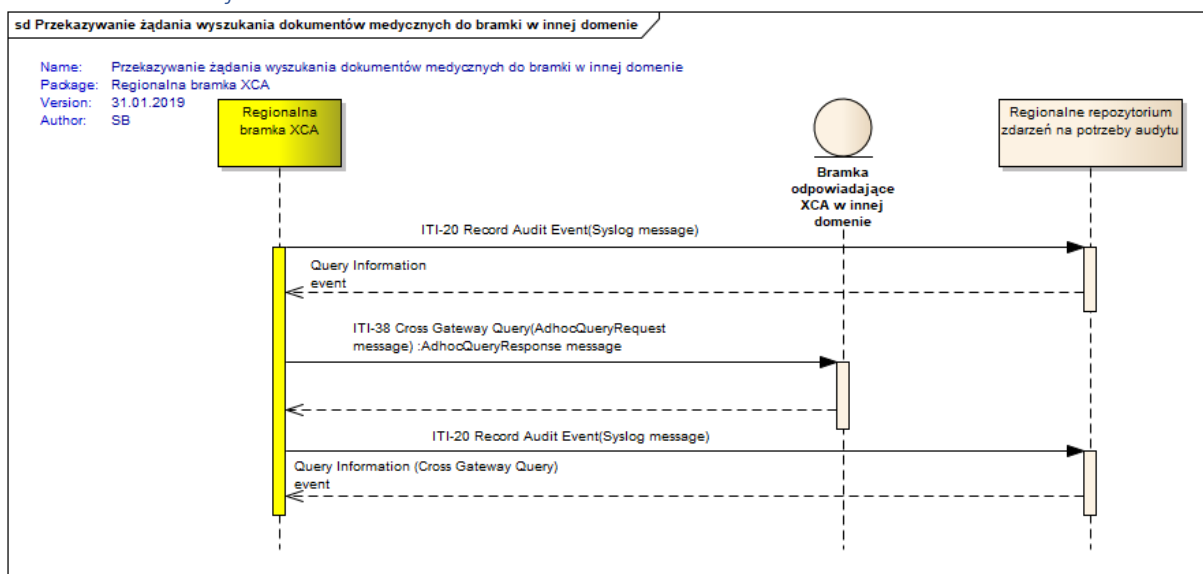 sd Przekazywanie żądania wyszukania dokumentów medycznych do bramki w innej domenie
Name: Przekazywanie żądania wyszukania dokumentów medycznych do bramki w innej domenie
Package: Regionalna bramka XCA
Version: 31.01.2019
Author: SB
Regionalna
bramka XCA
Bramka
odpowiadające
XCA w innej
domenie
Regionalne repozytorium
zdarzeń na potrzeby audytu
ITI-20 Record Audit Event(Syslog message)
Query Information
event
ITI-38 Cross Gateway Query(AdhocQueryRequest
message) :AdhocQueryResponse message
ITI-20 Record Audit Event(Syslog message)
Query Information (Cross Gateway Query)
event